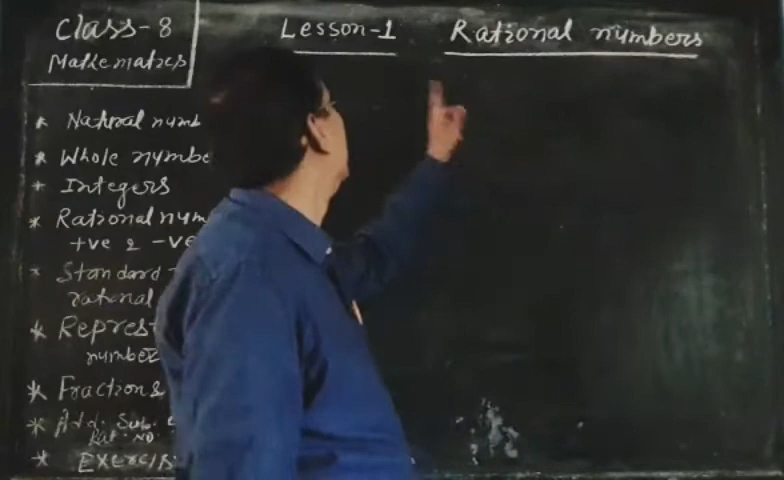 Class-8 Lesson-1 Rational numbers
Mathematics
* Natural numb
* Whole numbe
+ Integers
* Rational num
+ve & -ve
* Standard
rational
* Represt
number
* Fractions
* Add. Sub.
Rat. NO
* EXERCIS